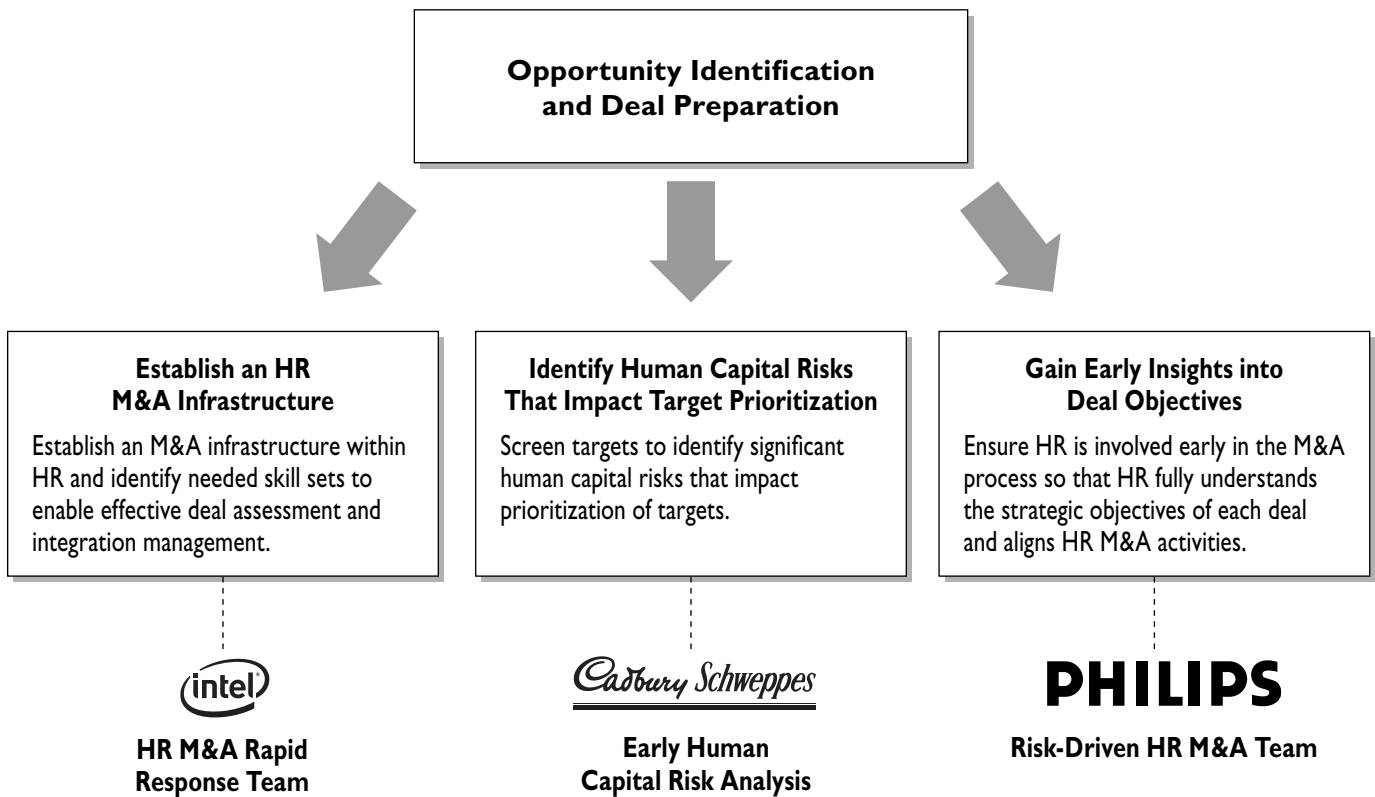 Opportunity Identification
and Deal Preparation
Establish an HR
M&A Infrastructure
Establish an M&A infrastructure within
HR and identify needed skill sets to
enable effective deal assessment and
integration management.
Identify Human Capital Risks
That Impact Target Prioritization
Screen targets to identify significant
human capital risks that impact
prioritization of targets.
Gain Early Insights into
Deal Objectives
Ensure HR is involved early in the M&A
process so that HR fully understands
the strategic objectives of each deal
and aligns HR M&A activities.
intel
HR M&A Rapid
Response Team
Cadbury Schweppes
Early Human
Capital Risk Analysis
PHILIPS
Risk-Driven HR M&A Team